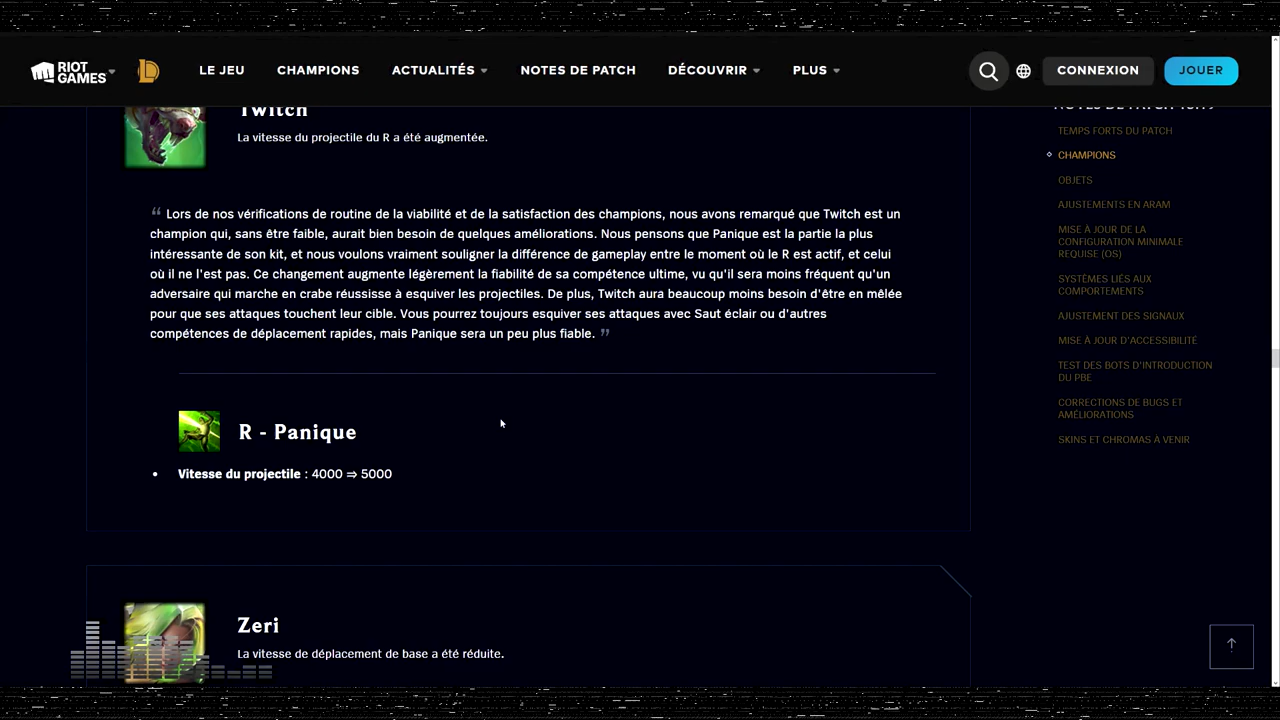 RIOT GAMES
LE JEU
CHAMPIONS
ACTUALITÉS
NOTES DE PATCH
DÉCOUVRIR
PLUS
CONNEXION
JOUER
Twitch
La vitesse du projectile du R a été augmentée.
“ Lors de nos vérifications de routine de la viabilité et de la satisfaction des champions, nous avons remarqué que Twitch est un
champion qui, sans être faible, aurait bien besoin de quelques améliorations. Nous pensons que Panique est la partie la plus
intéressante de son kit, et nous voulons vraiment souligner la différence de gameplay entre le moment où le R est actif, et celui
où il ne l'est pas. Ce changement augmente légèrement la fiabilité de sa compétence ultime, vu qu'il sera moins fréquent qu'un
adversaire qui marche en crabe réussisse à esquiver les projectiles. De plus, Twitch aura beaucoup moins besoin d'être en mêlée
pour que ses attaques touchent leur cible. Vous pourrez toujours esquiver ses attaques avec Saut éclair ou d'autres
compétences de déplacement rapides, mais Panique sera un peu plus fiable. ”
R - Panique
• Vitesse du projectile : 4000 ⇒ 5000
Zeri
La vitesse de déplacement de base a été réduite.
TEMPS FORTS DU PATCH
CHAMPIONS
OBJETS
AJUSTEMENTS EN ARAM
MISE À JOUR DE LA
CONFIGURATION MINIMALE
REQUISE (OS)
SYSTÈMES LIÉS AUX
COMPORTEMENTS
AJUSTEMENT DES SIGNAUX
MISE À JOUR D'ACCESSIBILITÉ
TEST DES BOTS D'INTRODUCTION
DU PBE
CORRECTIONS DE BUGS ET
AMÉLIORATIONS
SKINS ET CHROMAS À VENIR